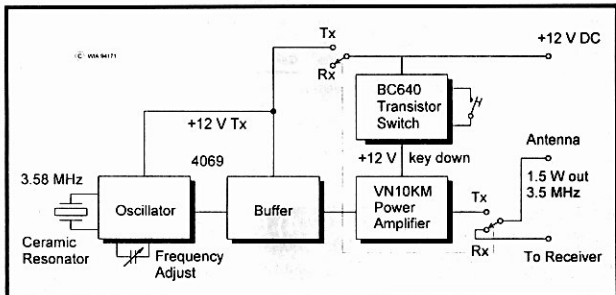 © WIA 94171
Tx
Rx
+12 V DC
BC640
Transistor
Switch
+12 V Tx
4069
+12 V key down
Antenna
3.58 MHz
Oscillator
Buffer
VN10KM
Power
Amplifier
Tx
1.5 W out
3.5 MHz
Ceramic
Resonator
Frequency
Adjust
Rx
To Receiver